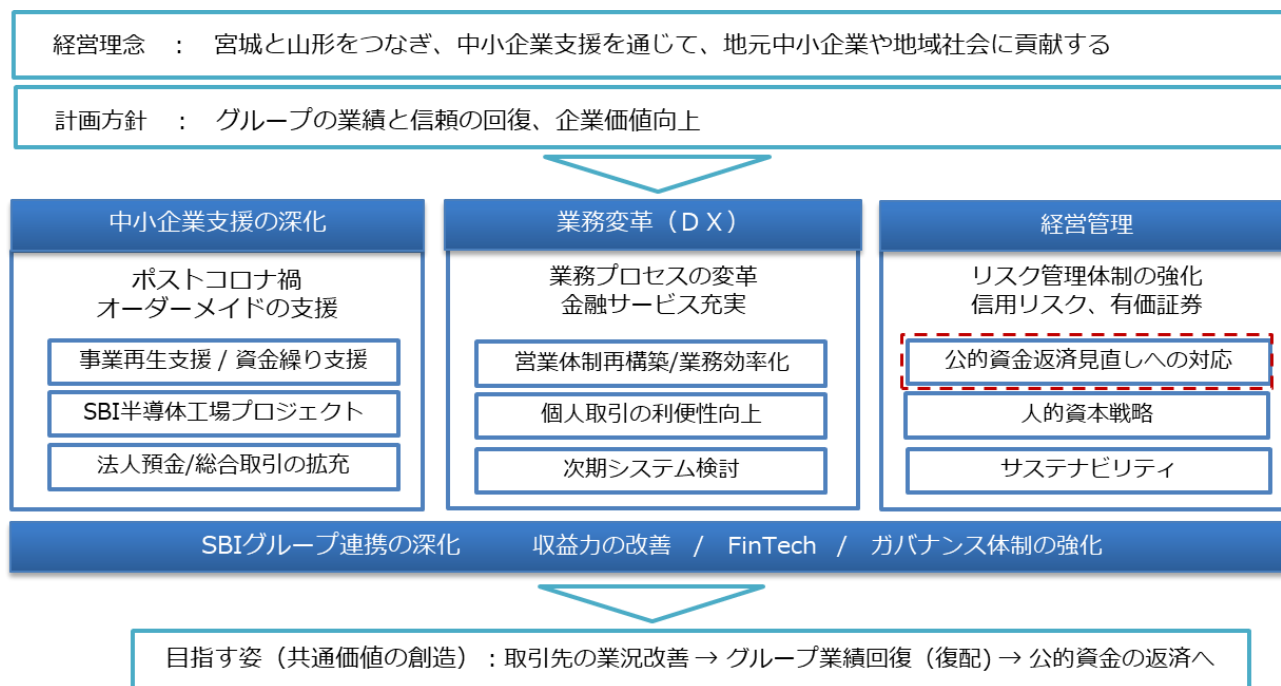 経営理念 ： 宮城と山形をつなぎ、中小企業支援を通じて、地元中小企業や地域社会に貢献する
計画方針 ： グループの業績と信頼の回復、企業価値向上
中小企業支援の深化
ポストコロナ禍
オーダーメイドの支援
事業再生支援 / 資金繰り支援
SBI半導体工場プロジェクト
法人預金/総合取引の拡充
業務変革（ＤＸ）
業務プロセスの変革
金融サービス充実
営業体制再構築/業務効率化
個人取引の利便性向上
次期システム検討
経営管理
リスク管理体制の強化
信用リスク、有価証券
公的資金返済見直しへの対応
人的資本戦略
サステナビリティ
SBIグループ連携の深化 収益力の改善 / FinTech / ガバナンス体制の強化
目指す姿（共通価値の創造）：取引先の業況改善 → グループ業績回復（復配) → 公的資金の返済へ